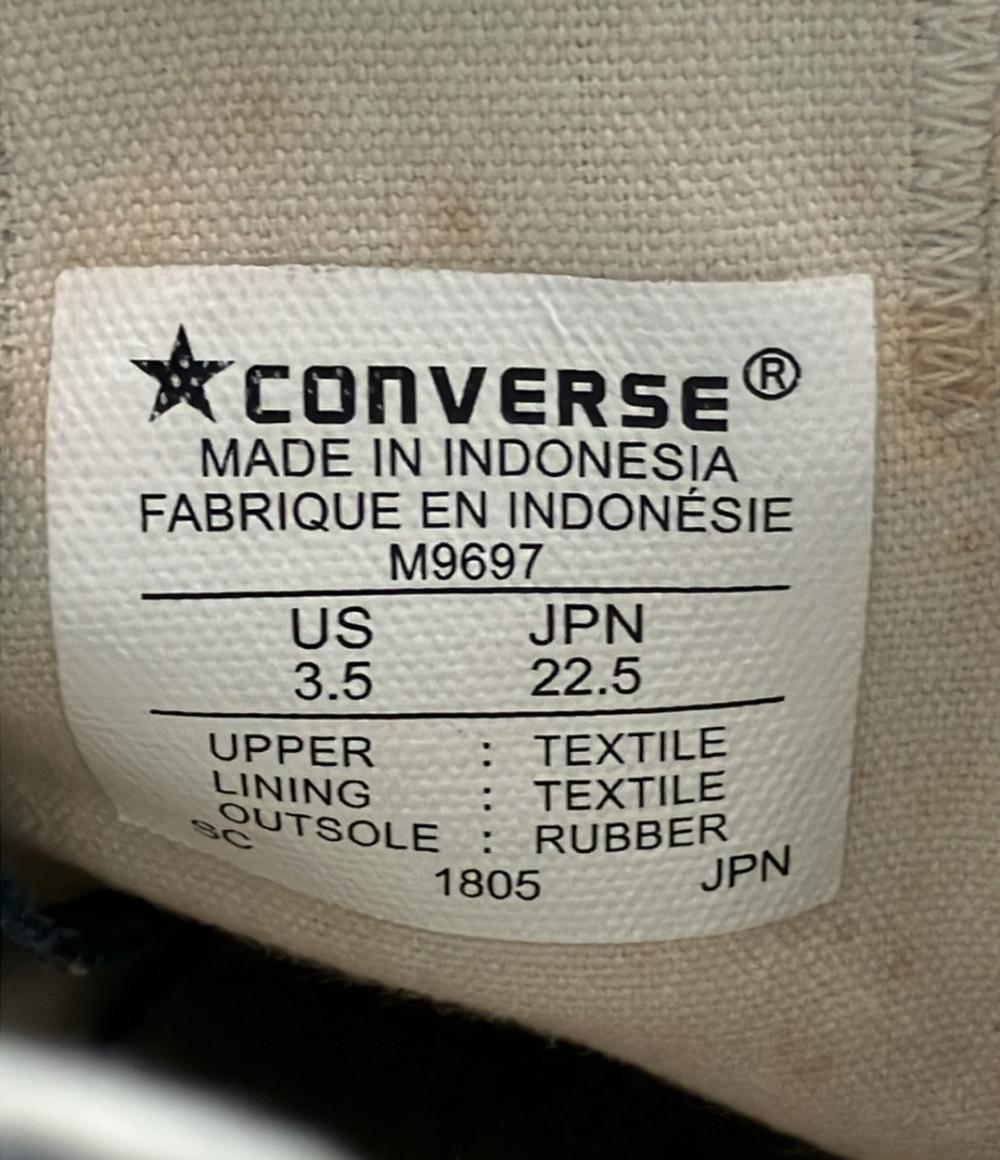 CONVERSE®
MADE IN INDONESIA
FABRIQUE EN INDONÉSIE
M9697
US JPN
3.5 22.5
UPPER : TEXTILE
LINING : TEXTILE
OUTSOLE : RUBBER
SC 1805 JPN